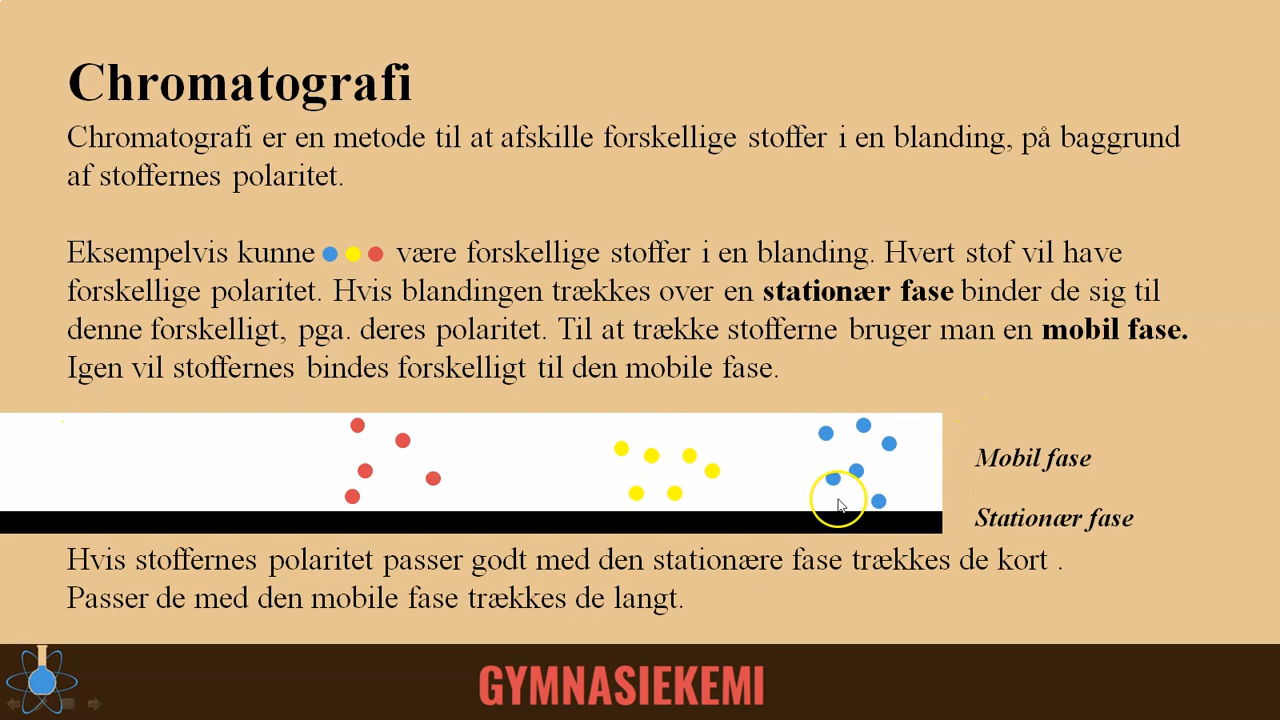 Chromatografi
Chromatografi er en metode til at afskille forskellige stoffer i en blanding, på baggrund
af stoffernes polaritet.
Eksempelvis kunne være forskellige stoffer i en blanding. Hvert stof vil have
forskellige polaritet. Hvis blandingen trækkes over en stationær fase binder de sig til
denne forskelligt, pga. deres polaritet. Til at trække stofferne bruger man en mobil fase.
Igen vil stoffernes bindes forskelligt til den mobile fase.
Mobil fase
Stationær fase
Hvis stoffernes polaritet passer godt med den stationære fase trækkes de kort .
Passer de med den mobile fase trækkes de langt.
GYMNASIEKEMI